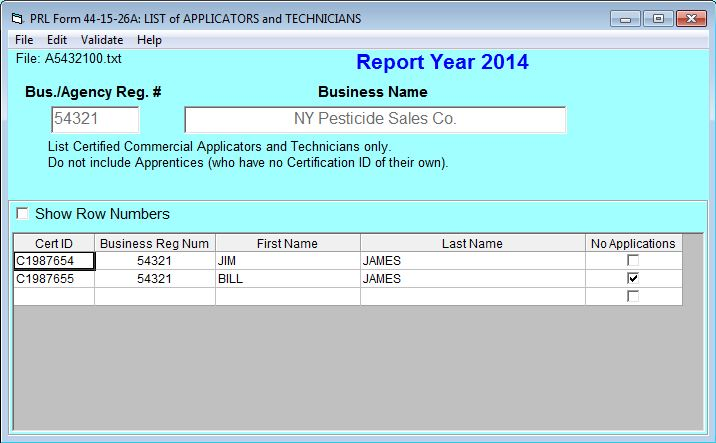 PRL Form 44-15-26A: LIST of APPLICATORS and TECHNICIANS
File Edit Validate Help
File: A5432100.txt
Report Year 2014
Bus./Agency Reg. # Business Name
54321 NY Pesticide Sales Co.
List Certified Commercial Applicators and Technicians only.
Do not include Apprentices (who have no Certification ID of their own).
Show Row Numbers
Cert ID Business Reg Num First Name Last Name No Applications
C1987654 54321 JIM JAMES
C1987655 54321 BILL JAMES